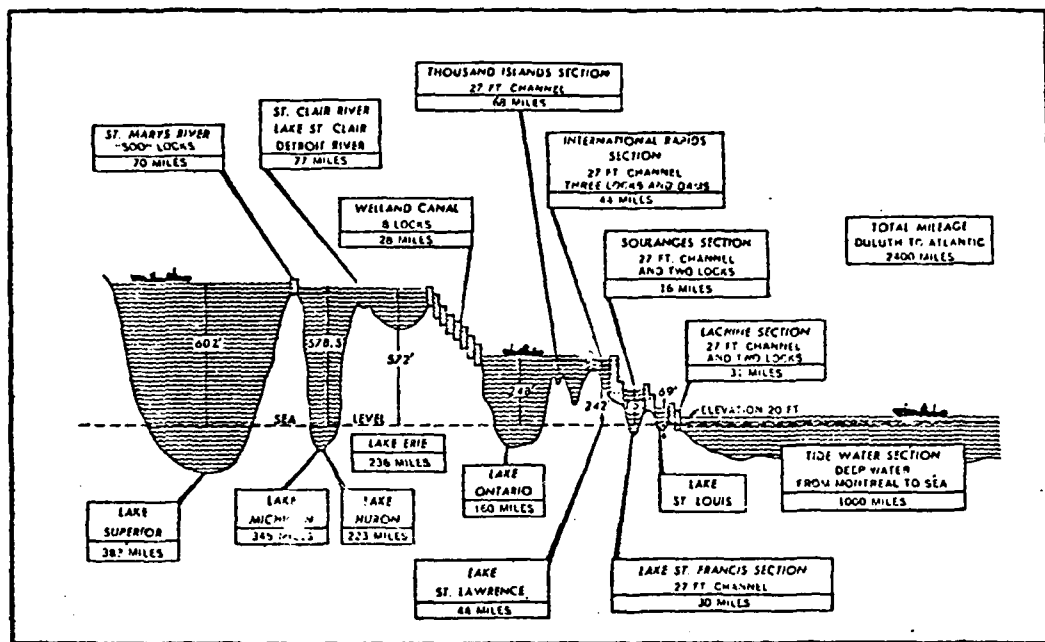 THOUSAND ISLANDS SECTION
27 FT. CHANNEL
68 MILES
ST. MARYS RIVER
"SOO" LOCKS
70 MILES
ST. CLAIR RIVER
LAKE ST. CLAIR
DETROIT RIVER
77 MILES
INTERNATIONAL RAPIDS
SECTION
27 FT. CHANNEL
THREE LOCKS AND DAMS
44 MILES
WELLAND CANAL
8 LOCKS
28 MILES
SOULANGES SECTION
27 FT. CHANNEL
AND TWO LOCKS
16 MILES
TOTAL MILEAGE
DULUTH TO ATLANTIC
2400 MILES
LACHINE SECTION
27 FT. CHANNEL
AND TWO LOCKS
MILES
602'
578.5
572'
242
69'
ELEVATION 20 FT
SEA LEVEL
LAKE ERIE
236 MILES
LAKE
SUPERIOR
MILES
LAKE
345 MILES
LAKE
HURON
223 MILES
LAKE
ONTARIO
160 MILES
LAKE
ST. LOUIS
TIDE WATER SECTION
DEEP WATER
FROM MONTREAL TO SEA
1000 MILES
LAKE
ST. LAWRENCE
44 MILES
LAKE ST. FRANCIS SECTION
27 FT. CHANNEL
30 MILES